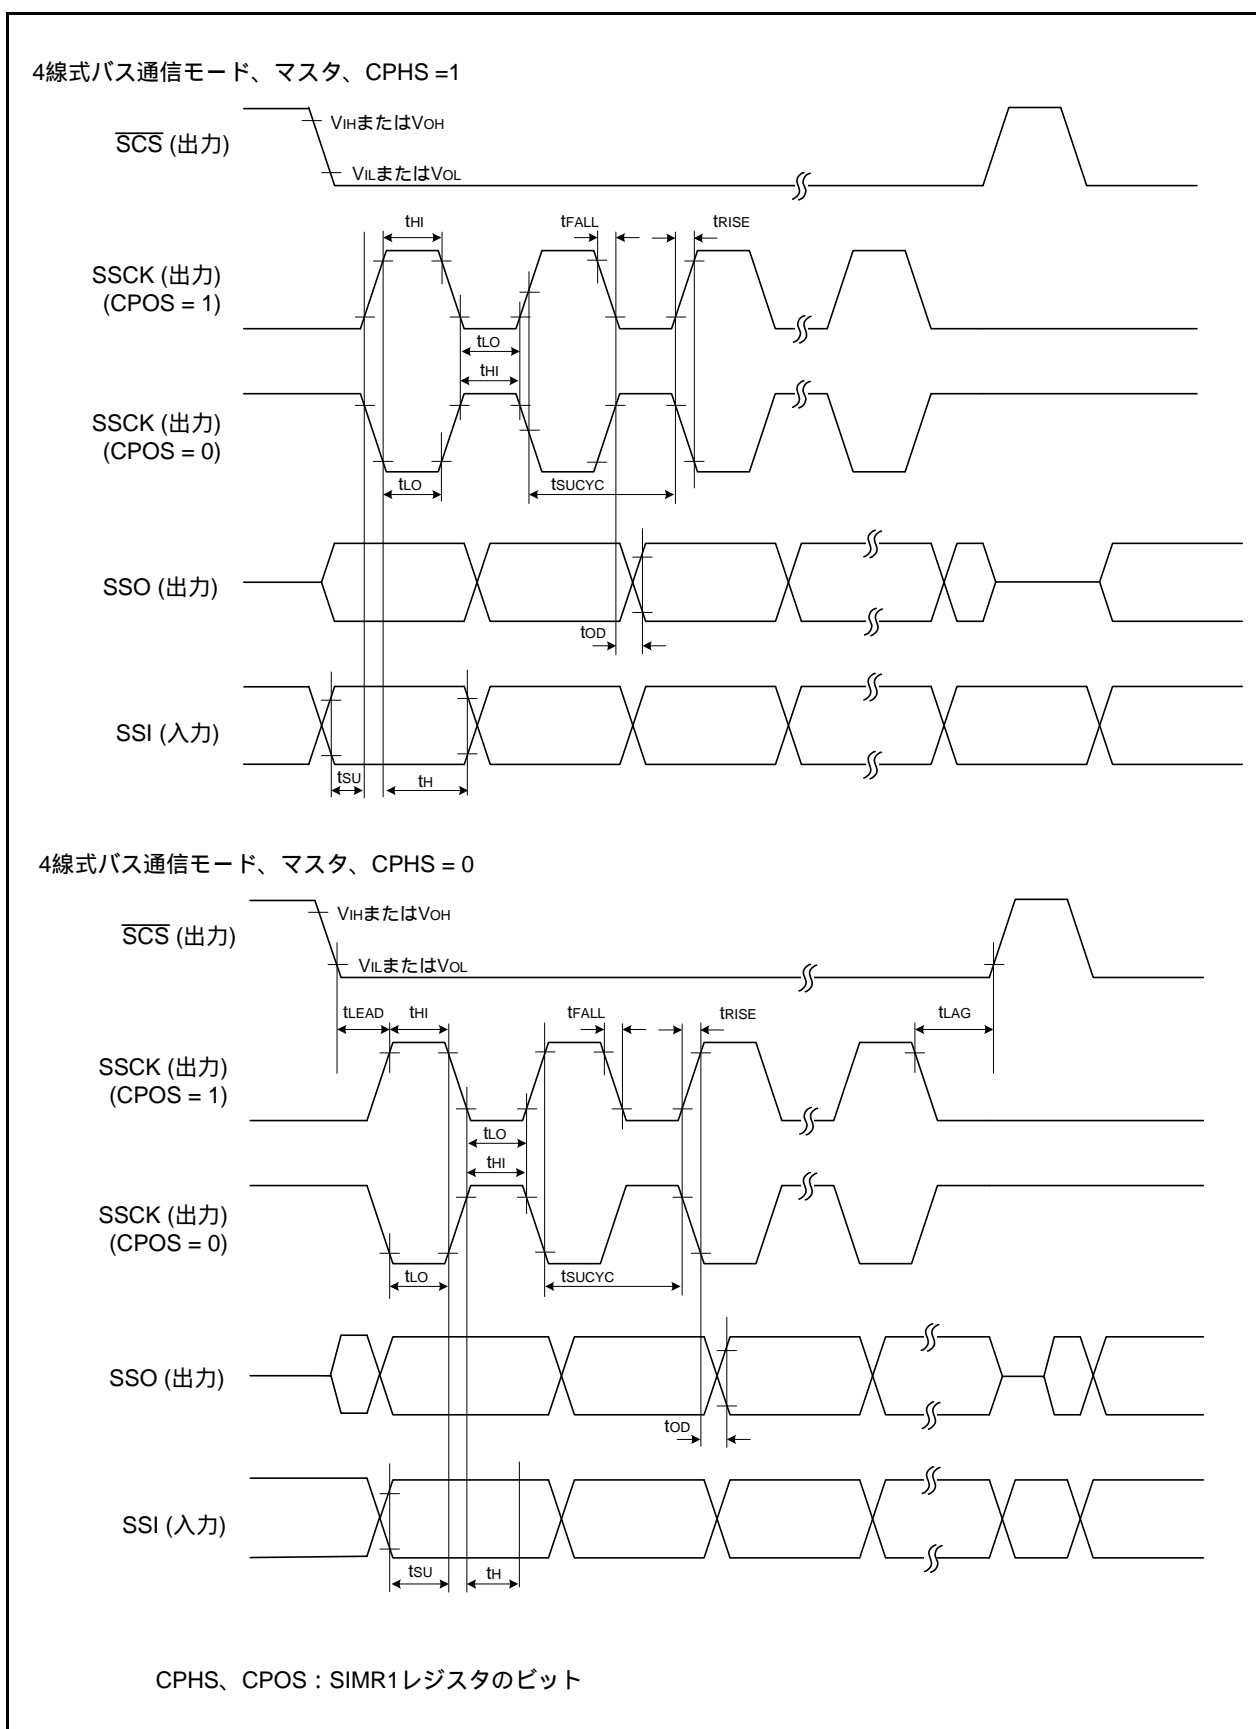 4線式バス通信モード、マスタ、CPHS =1
VIHまたはVOH
SCS (出力)
VILまたはVOL
tHI
tFALL
tRISE
SSCK (出力)
(CPOS = 1)
tLO
tHI
SSCK (出力)
(CPOS = 0)
tLO
tSUCYC
SSO (出力)
tOD
SSI (入力)
tSU
tH
4線式バス通信モード、マスタ、CPHS = 0
VIHまたはVOH
SCS (出力)
VILまたはVOL
tLEAD
tHI
tFALL
tRISE
tLAG
SSCK (出力)
(CPOS = 1)
tLO
tHI
SSCK (出力)
(CPOS = 0)
tLO
tSUCYC
SSO (出力)
tOD
SSI (入力)
tSU
tH
CPHS、CPOS：SIMR1レジスタのビット